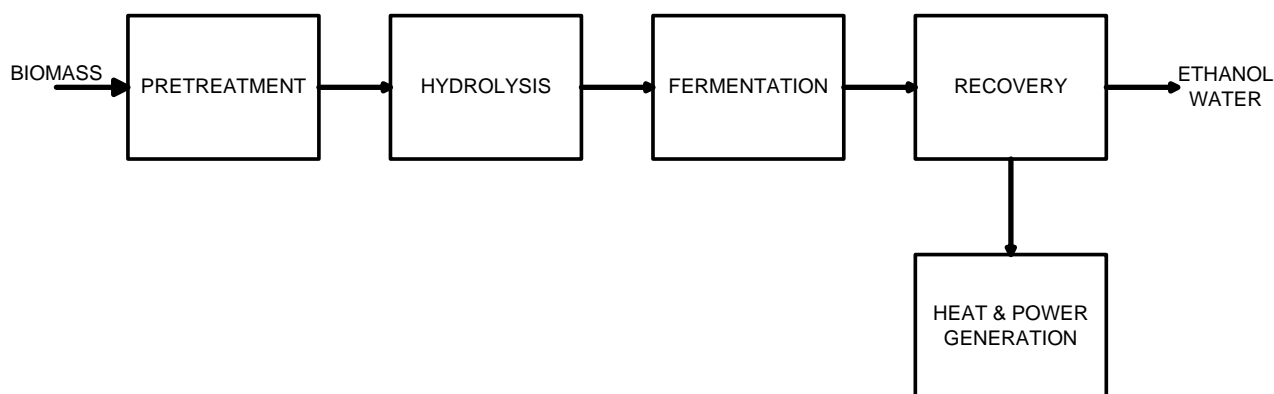 BIOMASS
PRETREATMENT
HYDROLYSIS
FERMENTATION
RECOVERY
ETHANOL
WATER
HEAT & POWER
GENERATION